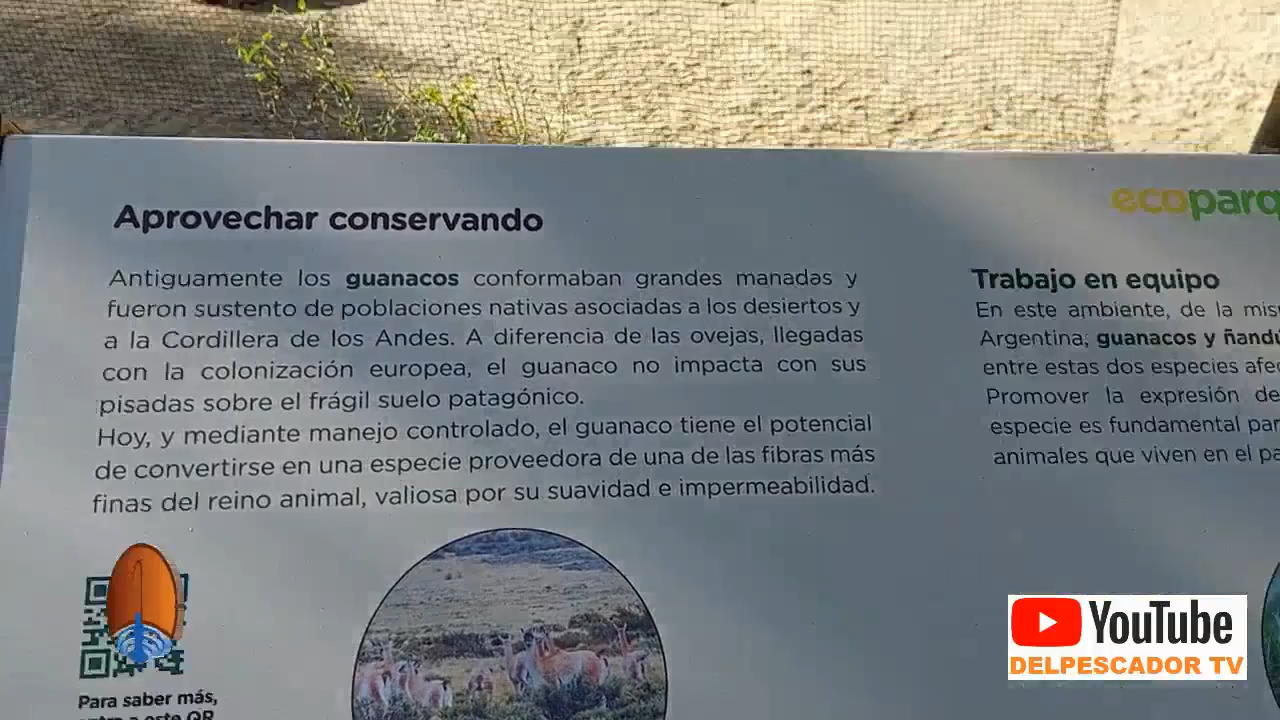 Aprovechar conservando
Antiguamente los guanacos conformaban grandes manadas y
fueron sustento de poblaciones nativas asociadas a los desiertos y
a la Cordillera de los Andes. A diferencia de las ovejas, llegadas
con la colonización europea, el guanaco no impacta con sus
pisadas sobre el frágil suelo patagónico.
Hoy, y mediante manejo controlado, el guanaco tiene el potencial
de convertirse en una especie proveedora de una de las fibras más
finas del reino animal, valiosa por su suavidad e impermeabilidad.
Para saber más,
a este QR
ecoparq
Trabajo en equipo
En este ambiente, de la mis
Argentina; guanacos y ñandu
entre estas dos especies afe
Promover la expresión de
especie es fundamental par
animales que viven en el pa
YouTube
DELPESCADOR TV